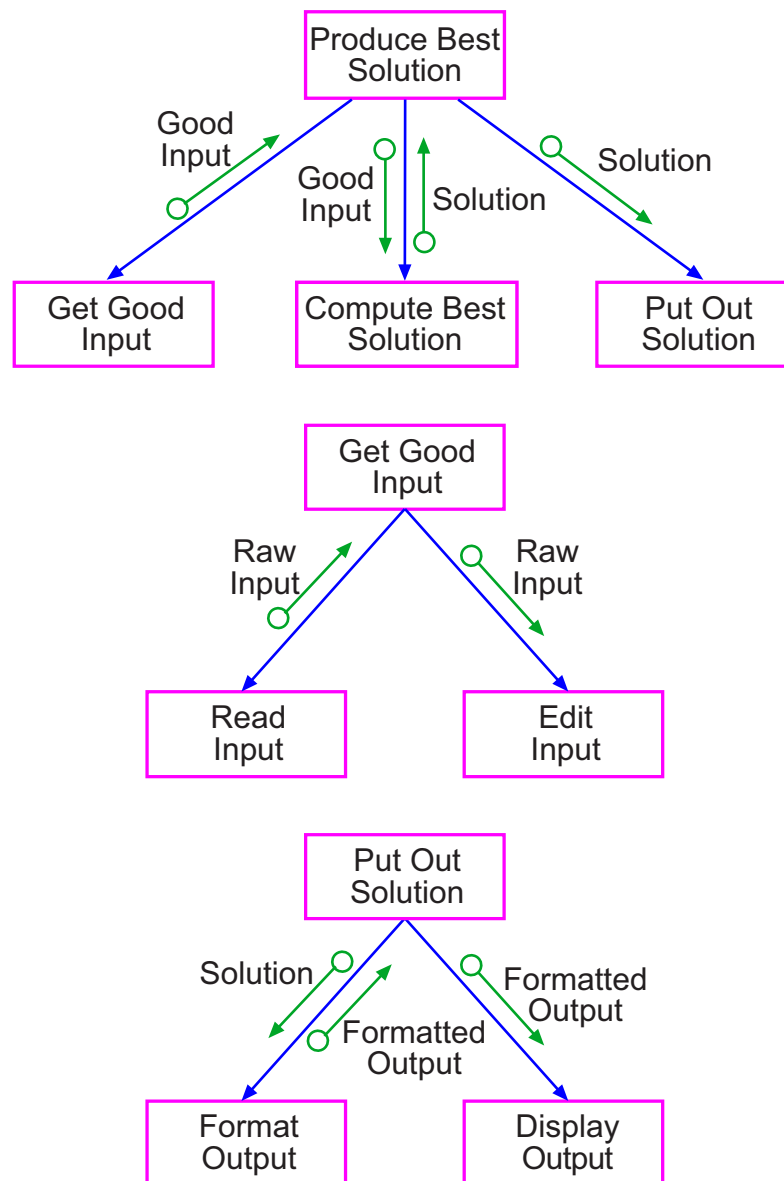 Produce Best
Solution
Good
Input
Good
Input
Solution
Solution
Get Good
Input
Compute Best
Solution
Put Out
Solution
Get Good
Input
Raw
Input
Raw
Input
Read
Input
Edit
Input
Put Out
Solution
Solution
Formatted
Output
Formatted
Output
Format
Output
Display
Output